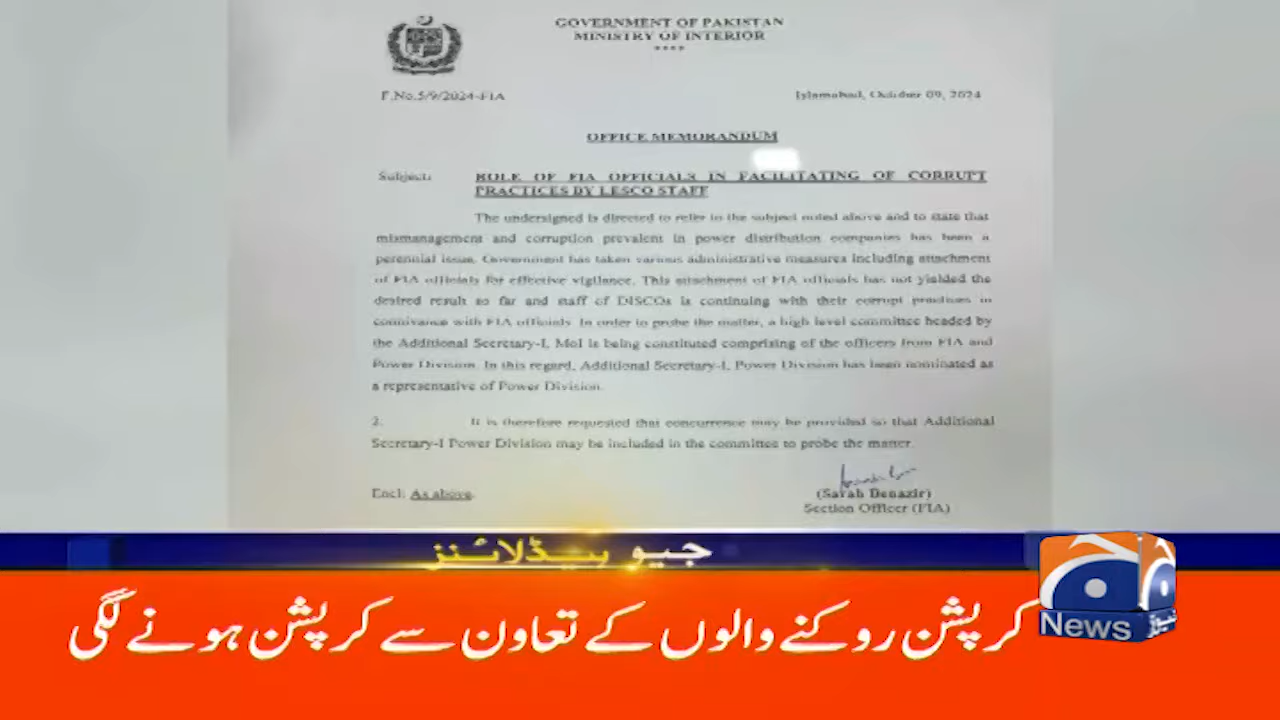 GOVERNMENT OF PAKISTAN
MINISTRY OF INTERIOR
****
F.No.5/9/2024-FIA
Islamabad, October 09, 2024
OFFICE MEMORANDUM
Subject: ROLE OF FIA OFFICIALS IN FACILITATING OF CORRUPT
PRACTICES BY LESCO STAFF
The undersigned is directed to refer to the subject noted above and to state that
mismanagement and corruption prevalent in power distribution companies has been a
perennial issue. Government has taken various administrative measures including attachment
of FIA officials for effective vigilance. This attachment of FIA officials has not yielded the
desired result so far and staff of DISCOs is continuing with their corrupt practices in
connivance with FIA officials. In order to probe the matter, a high level committee headed by
the Additional Secretary-I, MoI is being constituted comprising of the officers from FIA and
Power Division. In this regard, Additional Secretary-I, Power Division has been nominated as
a representative of Power Division.
2. It is therefore requested that concurrence may be provided so that Additional
Secretary-I Power Division may be included in the committee to probe the matter.
Encl: As above.
(Sarah Benazir)
Section Officer (FIA)
جیو ہیڈلائنز
کرپشن روکنے والوں کے تعاون سے کرپشن ہونے لگی
News نیوز